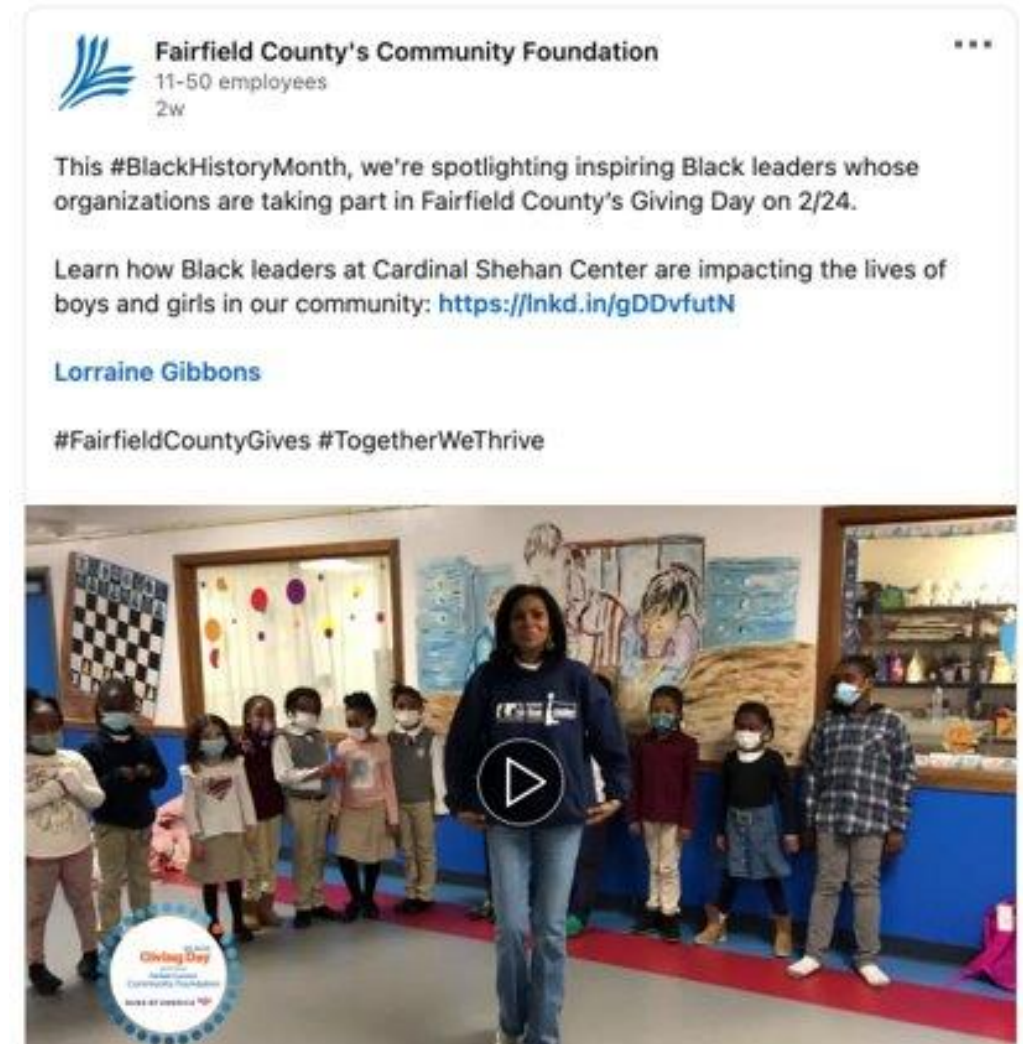 Fairfield County's Community Foundation
11-50 employees
2w
This #BlackHistoryMonth, we're spotlighting inspiring Black leaders whose
organizations are taking part in Fairfield County's Giving Day on 2/24.
Learn how Black leaders at Cardinal Shehan Center are impacting the lives of
boys and girls in our community: https://lnkd.in/gDDvfutN
Lorraine Gibbons
#FairfieldCountyGives #TogetherWeThrive
Giving Day
Community Foundation